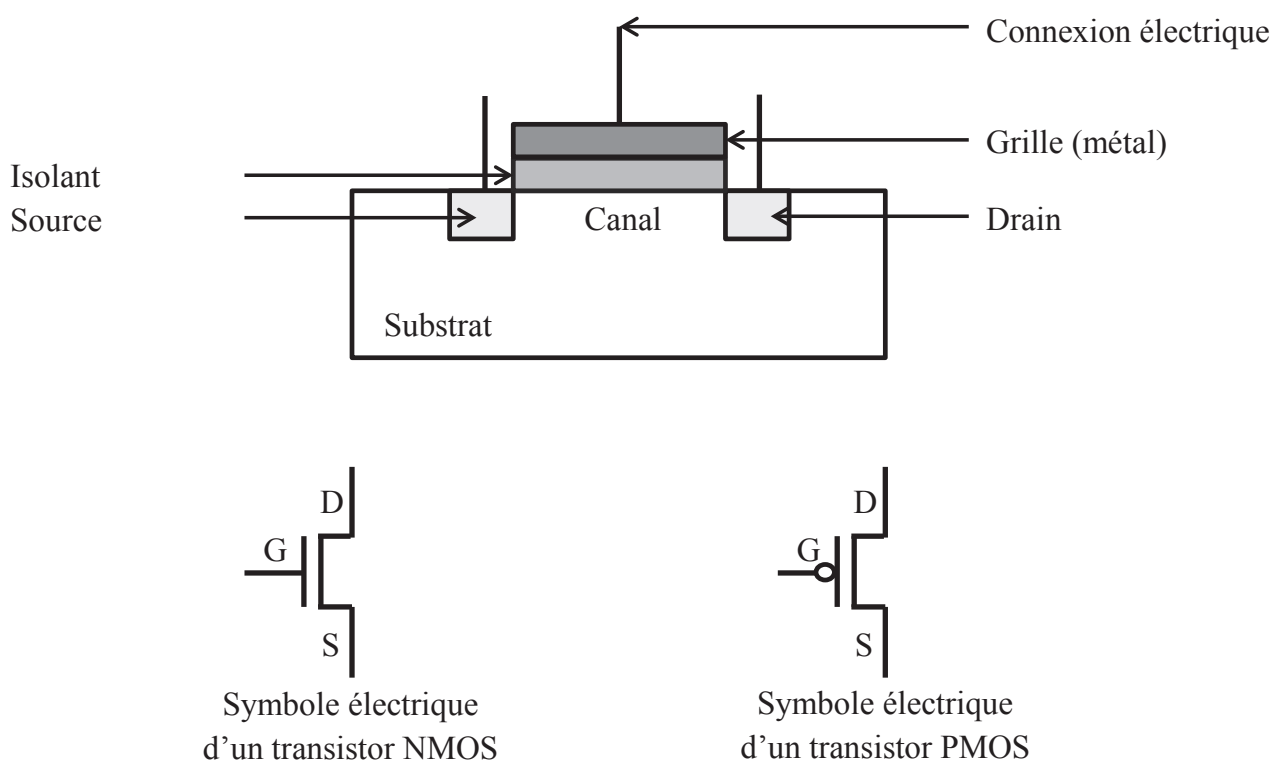 Connexion électrique
Grille (métal)
Isolant
Source
Canal
Drain
Substrat
D
G
S
Symbole électrique
d’un transistor NMOS
D
G
S
Symbole électrique
d’un transistor PMOS